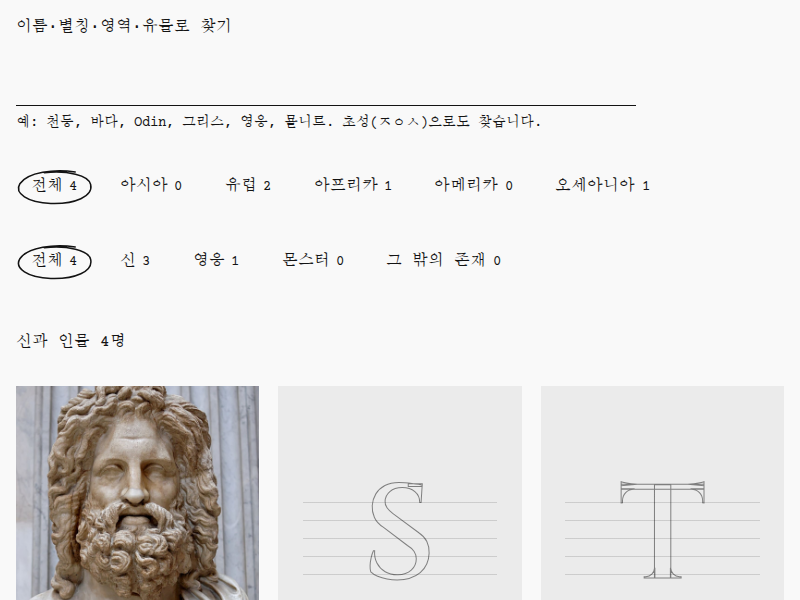 이름·별칭·영역·유물로 찾기
예: 천둥, 바다, Odin, 그리스, 영웅, 묠니르. 초성(ㅈㅇㅅ)으로도 찾습니다.
전체 4 아시아 0 유럽 2 아프리카 1 아메리카 0 오세아니아 1
전체 4 신 3 영웅 1 몬스터 0 그 밖의 존재 0
신과 인물 4명
S T